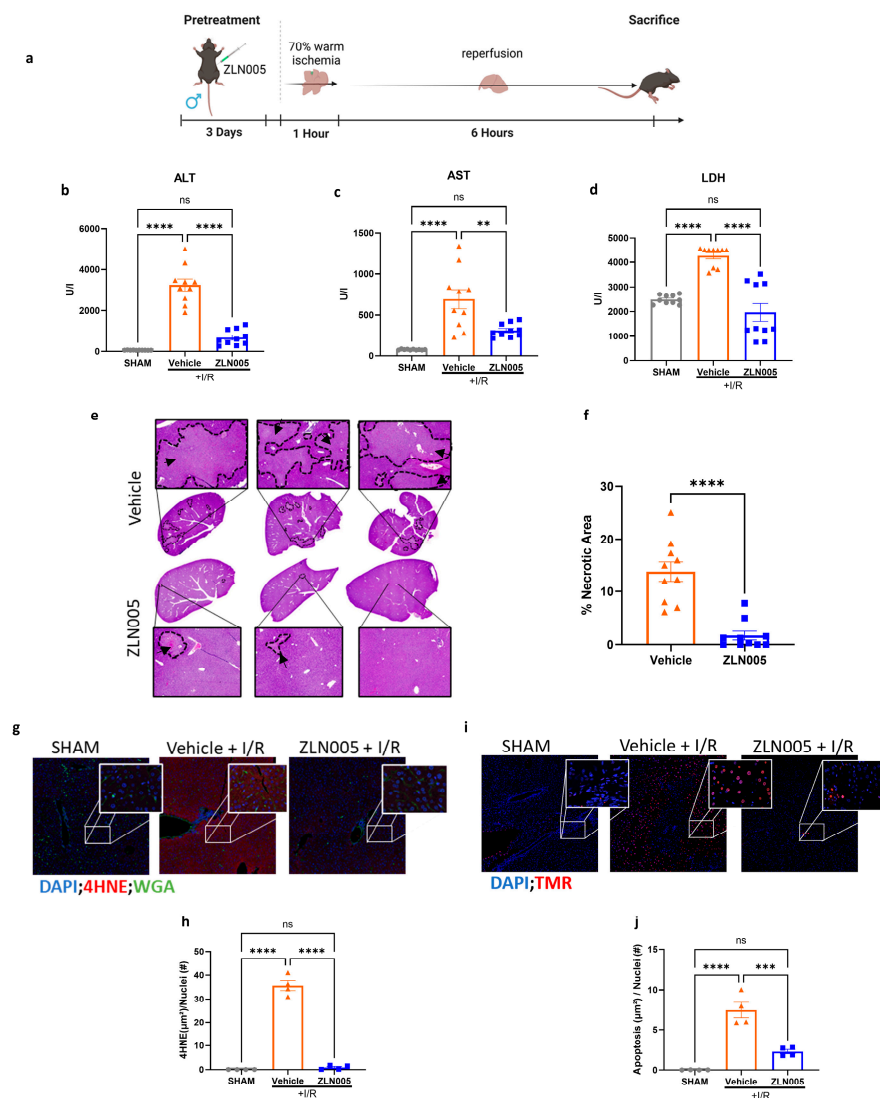 a
Pretreatment
Sacrifice
ZLN005
70% warm
ischemia
reperfusion
♂
3 Days
1 Hour
6 Hours
b
ALT
ns
****
****
U/l
6000
4000
2000
0
SHAM
Vehicle
ZLN005
+I/R
c
AST
ns
****
**
U/l
1500
1000
500
0
SHAM
Vehicle
ZLN005
+I/R
d
LDH
ns
****
****
U/l
5000
4000
3000
2000
1000
0
SHAM
Vehicle
ZLN005
+I/R
e
Vehicle
ZLN005
f
****
% Necrotic Area
30
20
10
0
Vehicle
ZLN005
g
SHAM
Vehicle + I/R
ZLN005 + I/R
DAPI;4HNE;WGA
h
ns
****
****
4HNE(μm²)/Nuclei (#)
50
40
30
20
10
0
SHAM
Vehicle
ZLN005
+I/R
i
SHAM
Vehicle + I/R
ZLN005 + I/R
DAPI;TMR
j
ns
****
***
Apoptosis (μm²) / Nuclei (#)
15
10
5
0
SHAM
Vehicle
ZLN005
+I/R